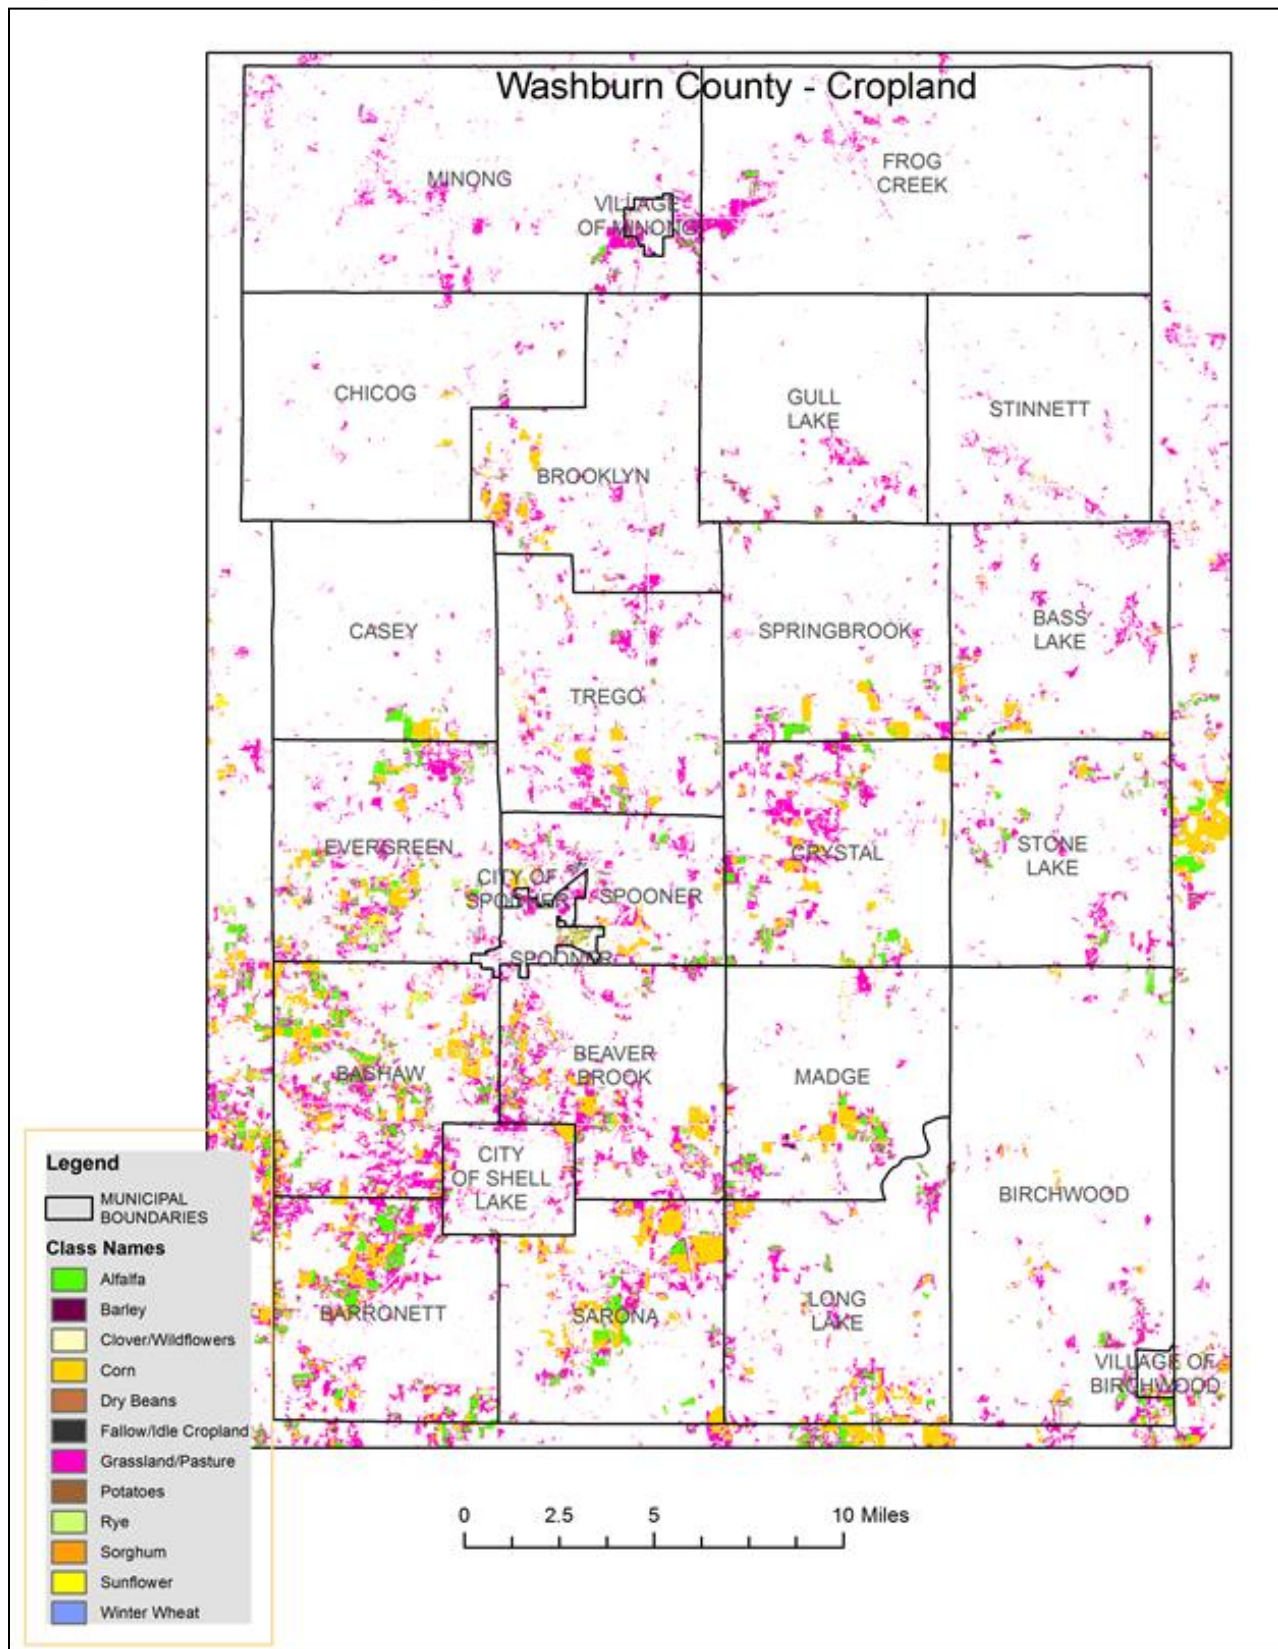 Washburn County - Cropland
MINONG
FROG
CREEK
VILLAGE
OF MINONG
CHICOG
GULL
LAKE
STINNETT
BROOKLYN
CASEY
SPRINGBROOK
BASS
LAKE
TREGO
EVERGREEN
CRYSTAL
STONE
LAKE
CITY OF
SPOONER
SPOONER
SPOONER
BASHAW
BEAVER
BROOK
MADGE
CITY
OF SHELL
LAKE
BIRCHWOOD
BARRONETT
SARONA
LONG
LAKE
VILLAGE OF
BIRCHWOOD
Legend
MUNICIPAL
BOUNDARIES
Class Names
Alfalfa
Barley
Clover/Wildflowers
Corn
Dry Beans
Fallow/Idle Cropland
Grassland/Pasture
Potatoes
Rye
Sorghum
Sunflower
Winter Wheat
0 2.5 5 10 Miles